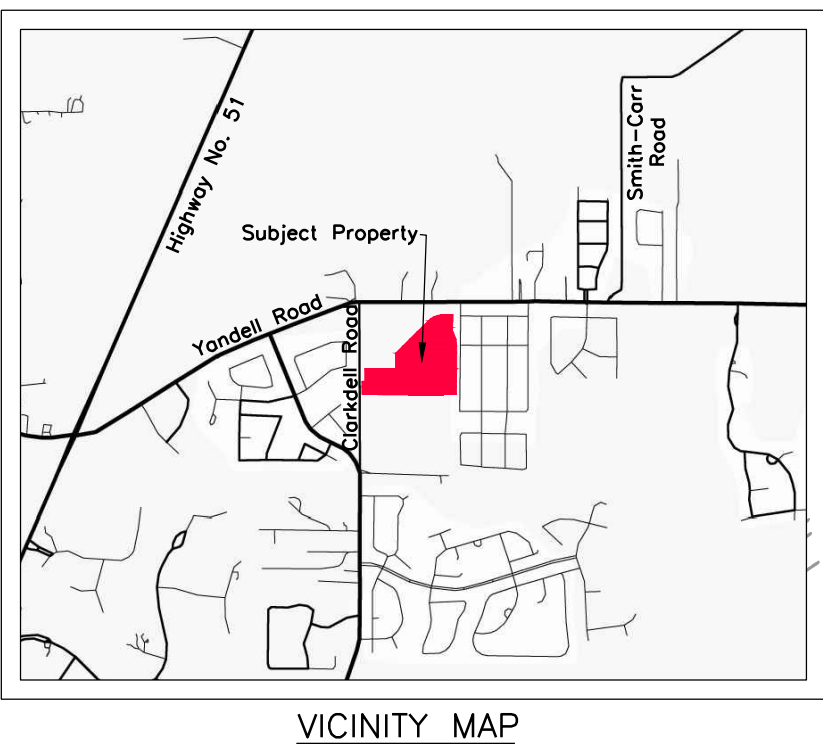 Highway No. 51
Smith-Carr
Road
Subject Property
Yandell Road
Clarkdell Road
VICINITY MAP